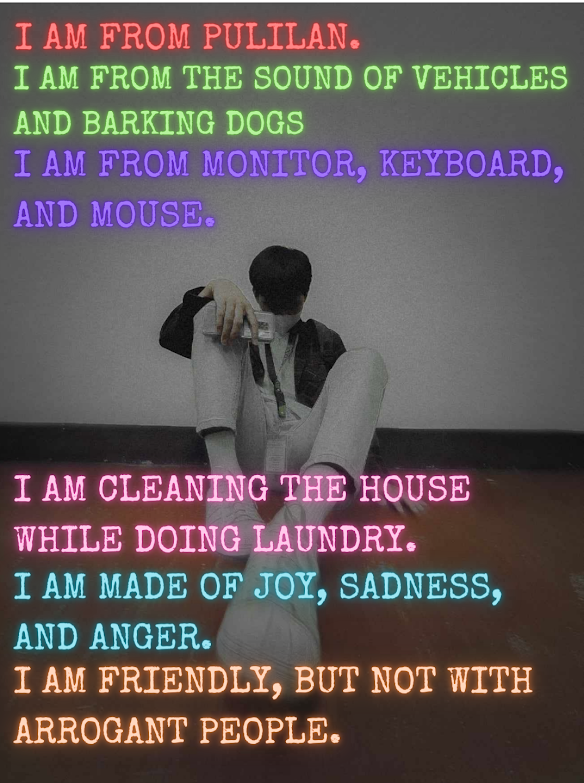 I AM FROM PULILAN.
I AM FROM THE SOUND OF VEHICLES
AND BARKING DOGS
I AM FROM MONITOR, KEYBOARD,
AND MOUSE.
I AM CLEANING THE HOUSE
WHILE DOING LAUNDRY.
I AM MADE OF JOY, SADNESS,
AND ANGER.
I AM FRIENDLY, BUT NOT WITH
ARROGANT PEOPLE.